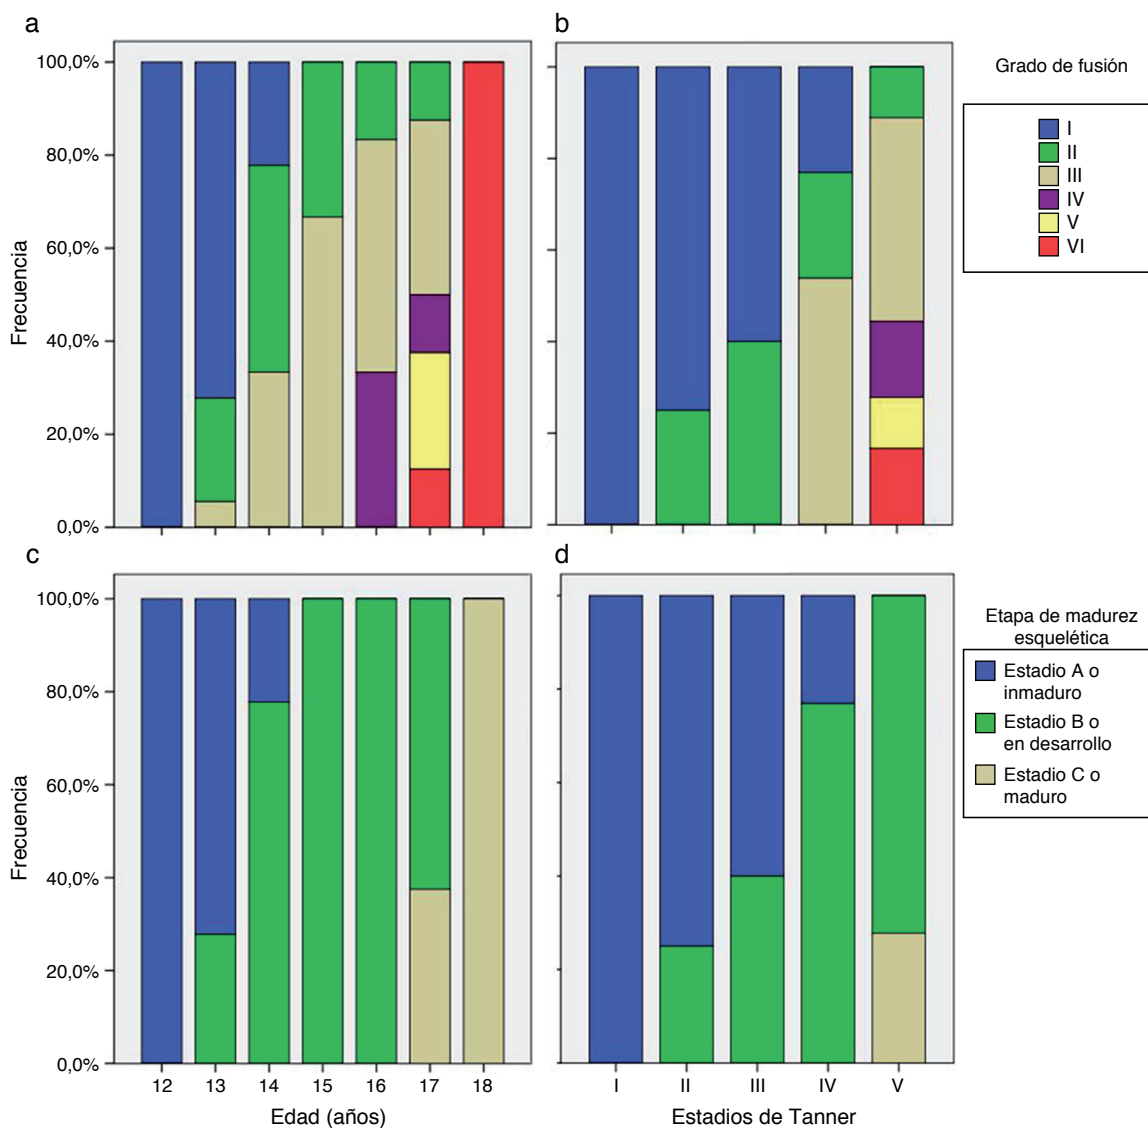 a
b
100,0%
80,0%
60,0%
40,0%
20,0%
0,0%
Frecuencia
Grado de fusión
I
II
III
IV
V
VI
c
d
100,0%
80,0%
60,0%
40,0%
20,0%
0,0%
Frecuencia
12 13 14 15 16 17 18
Edad (años)
I II III IV V
Estadios de Tanner
Etapa de madurez
esquelética
Estadio A o
inmaduro
Estadio B o
en desarrollo
Estadio C o
maduro